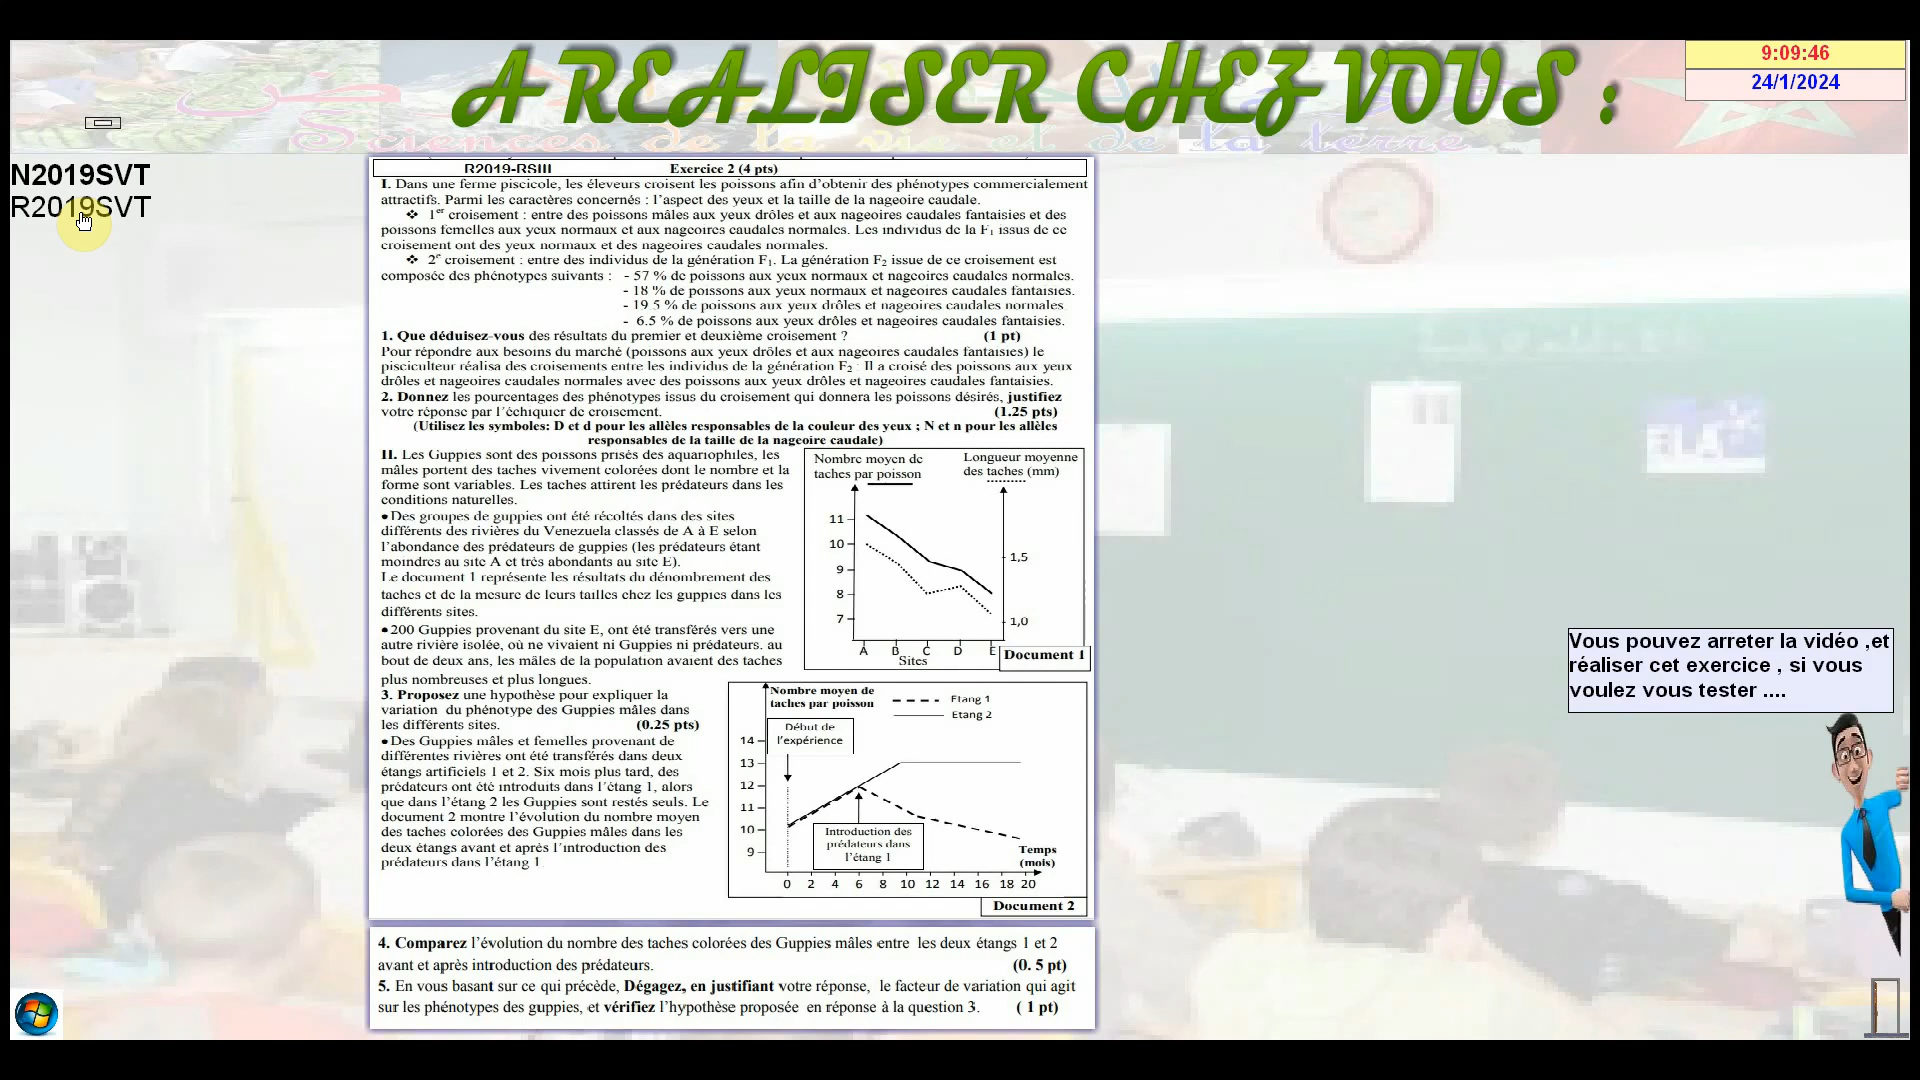 A REALISER CHEZ VOUS :
9:09:46
24/1/2024
Sciences de la vie et de la terre
N2019SVT
R2019SVT
R2019-RSIII Exercice 2 (4 pts)
I. Dans une ferme piscicole, les éleveurs croisent les poissons afin d'obtenir des phénotypes commercialement
attractifs. Parmi les caractères concernés : l'aspect des yeux et la taille de la nageoire caudale.
❖ 1er croisement : entre des poissons mâles aux yeux drôles et aux nageoires caudales fantaisies et des
poissons femelles aux yeux normaux et aux nageoires caudales normales. Les individus de la F1 issus de ce
croisement ont des yeux normaux et des nageoires caudales normales.
❖ 2e croisement : entre des individus de la génération F1. La génération F2 issue de ce croisement est
composée des phénotypes suivants : - 57 % de poissons aux yeux normaux et nageoires caudales normales.
- 18 % de poissons aux yeux normaux et nageoires caudales fantaisies.
- 19.5 % de poissons aux yeux drôles et nageoires caudales normales
- 6.5 % de poissons aux yeux drôles et nageoires caudales fantaisies.
1. Que déduisez-vous des résultats du premier et deuxième croisement ? (1 pt)
Pour répondre aux besoins du marché (poissons aux yeux drôles et aux nageoires caudales fantaisies) le
pisciculteur réalisa des croisements entre les individus de la génération F2 : Il a croisé des poissons aux yeux
drôles et nageoires caudales normales avec des poissons aux yeux drôles et nageoires caudales fantaisies.
2. Donnez les pourcentages des phénotypes issus du croisement qui donnera les poissons désirés, justifiez
votre réponse par l'échiquier de croisement. (1.25 pts)
(Utilisez les symboles: D et d pour les allèles responsables de la couleur des yeux ; N et n pour les allèles
responsables de la taille de la nageoire caudale)
II. Les Guppies sont des poissons prisés des aquariophiles, les
mâles portent des taches vivement colorées dont le nombre et la
forme sont variables. Les taches attirent les prédateurs dans les
conditions naturelles.
•Des groupes de guppies ont été récoltés dans des sites
différents des rivières du Venezuela classés de A à E selon
l'abondance des prédateurs de guppies (les prédateurs étant
moindres au site A et très abondants au site E).
Le document 1 représente les résultats du dénombrement des
taches et de la mesure de leurs tailles chez les guppies dans les
différents sites.
•200 Guppies provenant du site E, ont été transférés vers une
autre rivière isolée, où ne vivaient ni Guppies ni prédateurs. au
bout de deux ans, les mâles de la population avaient des taches
plus nombreuses et plus longues.
Nombre moyen de
taches par poisson
Longueur moyenne
des taches (mm)
11
10
9
8
7
1,5
1,0
A B C D E
Sites
Document 1
3. Proposez une hypothèse pour expliquer la
variation du phénotype des Guppies mâles dans
les différents sites. (0.25 pts)
•Des Guppies mâles et femelles provenant de
différentes rivières ont été transférés dans deux
étangs artificiels 1 et 2. Six mois plus tard, des
prédateurs ont été introduits dans l'étang 1, alors
que dans l'étang 2 les Guppies sont restés seuls. Le
document 2 montre l'évolution du nombre moyen
des taches colorées des Guppies mâles dans les
deux étangs avant et après l'introduction des
prédateurs dans l'étang 1
Nombre moyen de
taches par poisson
Etang 1
Etang 2
Début de
l'expérience
14
13
12
11
10
9
Introduction des
prédateurs dans
l'étang 1
Temps
(mois)
0 2 4 6 8 10 12 14 16 18 20
Document 2
4. Comparez l'évolution du nombre des taches colorées des Guppies mâles entre les deux étangs 1 et 2
avant et après introduction des prédateurs. (0. 5 pt)
5. En vous basant sur ce qui précède, Dégagez, en justifiant votre réponse, le facteur de variation qui agit
sur les phénotypes des guppies, et vérifiez l'hypothèse proposée en réponse à la question 3. ( 1 pt)
Vous pouvez arreter la vidéo ,et
réaliser cet exercice , si vous
voulez vous tester ....